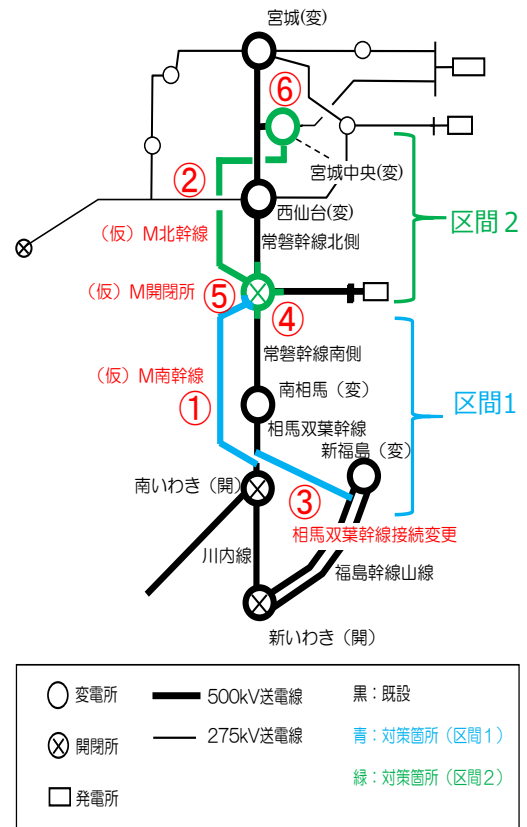 宮城(変)
⑥
宮城中央(変)
②
西仙台(変)
区間2
(仮)M北幹線
常磐幹線北側
(仮)M開閉所
⑤
④
常磐幹線南側
(仮)M南幹線
①
南相馬(変)
区間1
相馬双葉幹線
新福島(変)
南いわき(開)
③
相馬双葉幹線接続変更
川内線
福島幹線山線
新いわき(開)
変電所
500kV送電線
黒:既設
開閉所
275kV送電線
青:対策箇所(区間1)
発電所
緑:対策箇所(区間2)